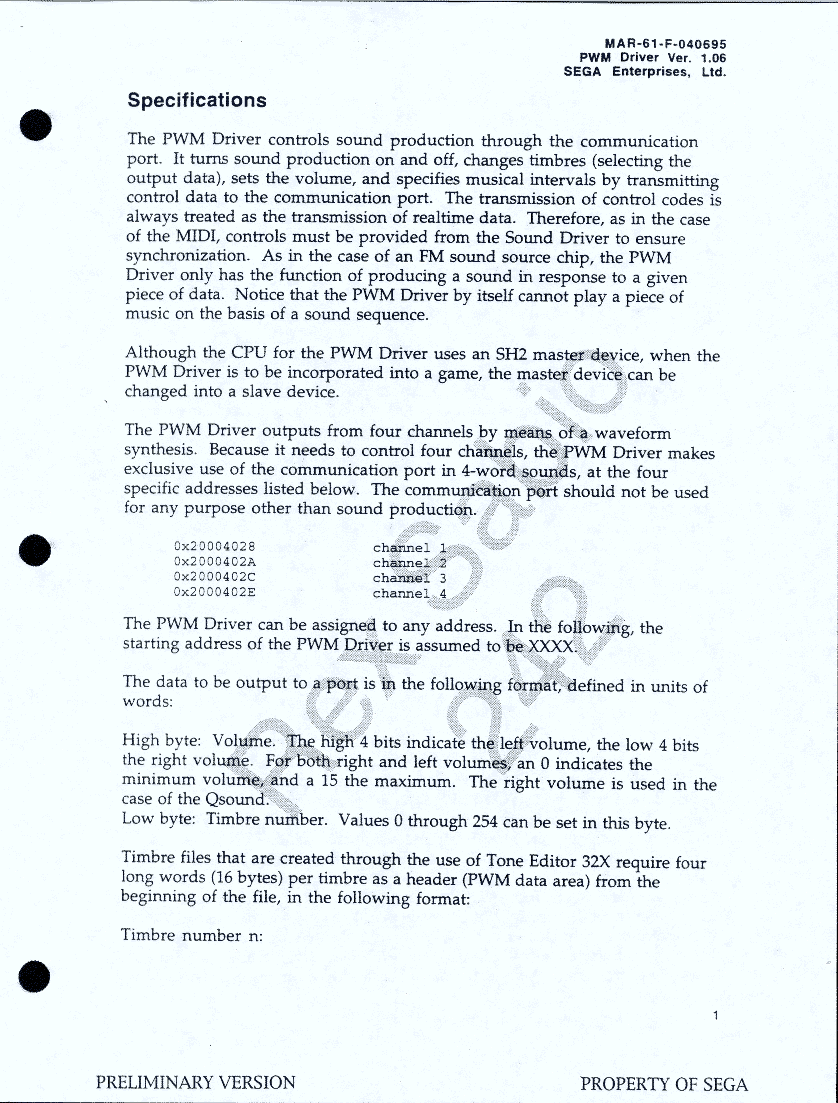 MAR-61-F-040695
PWM Driver Ver. 1.06
SEGA Enterprises, Ltd.
Specifications
The PWM Driver controls sound production through the communication
port. It turns sound production on and off, changes timbres (selecting the
output data), sets the volume, and specifies musical intervals by transmitting
control data to the communication port. The transmission of control codes is
always treated as the transmission of realtime data. Therefore, as in the case
of the MIDI, controls must be provided from the Sound Driver to ensure
synchronization. As in the case of an FM sound source chip, the PWM
Driver only has the function of producing a sound in response to a given
piece of data. Notice that the PWM Driver by itself cannot play a piece of
music on the basis of a sound sequence.
Although the CPU for the PWM Driver uses an SH2 master device, when the
PWM Driver is to be incorporated into a game, the master device can be
changed into a slave device.
The PWM Driver outputs from four channels by means of a waveform
synthesis. Because it needs to control four channels, the PWM Driver makes
exclusive use of the communication port in 4-word sounds, at the four
specific addresses listed below. The communication port should not be used
for any purpose other than sound production.
0x20004028 channel 1
0x2000402A channel 2
0x2000402C channel 3
0x2000402E channel 4
The PWM Driver can be assigned to any address. In the following, the
starting address of the PWM Driver is assumed to be XXXX.
The data to be output to a port is in the following format, defined in units of
words:
High byte: Volume. The high 4 bits indicate the left volume, the low 4 bits
the right volume. For both right and left volumes, an 0 indicates the
minimum volume, and a 15 the maximum. The right volume is used in the
case of the Qsound.
Low byte: Timbre number. Values 0 through 254 can be set in this byte.
Timbre files that are created through the use of Tone Editor 32X require four
long words (16 bytes) per timbre as a header (PWM data area) from the
beginning of the file, in the following format:
Timbre number n:
Rex Sabio
242
1
PRELIMINARY VERSION PROPERTY OF SEGA